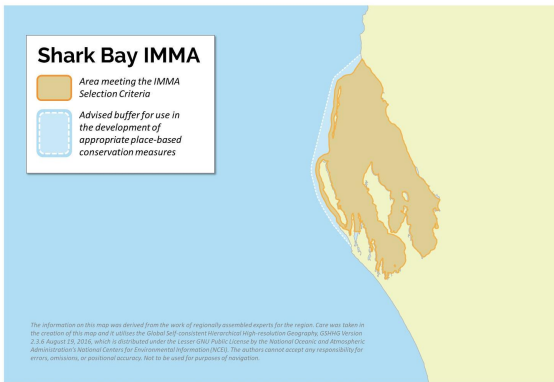 Shark Bay IMMA
Area meeting the IMMA
Selection Criteria
Advised buffer for use in
the development of
appropriate place-based
conservation measures
The information on this map was derived from the work of regionally assembled experts for the region. Care was taken in
the creation of this map and it utilises the Global Self-consistent Hierarchical High-resolution Geography, GSHHG Version
2.3.6 August 19, 2016, which is distributed under the Lesser GNU Public License by the National Oceanic and Atmospheric
Administration's National Centers for Environmental Information (NCEI). The authors cannot accept any responsibility for
errors, omissions, or positional accuracy. Not to be used for purposes of navigation.